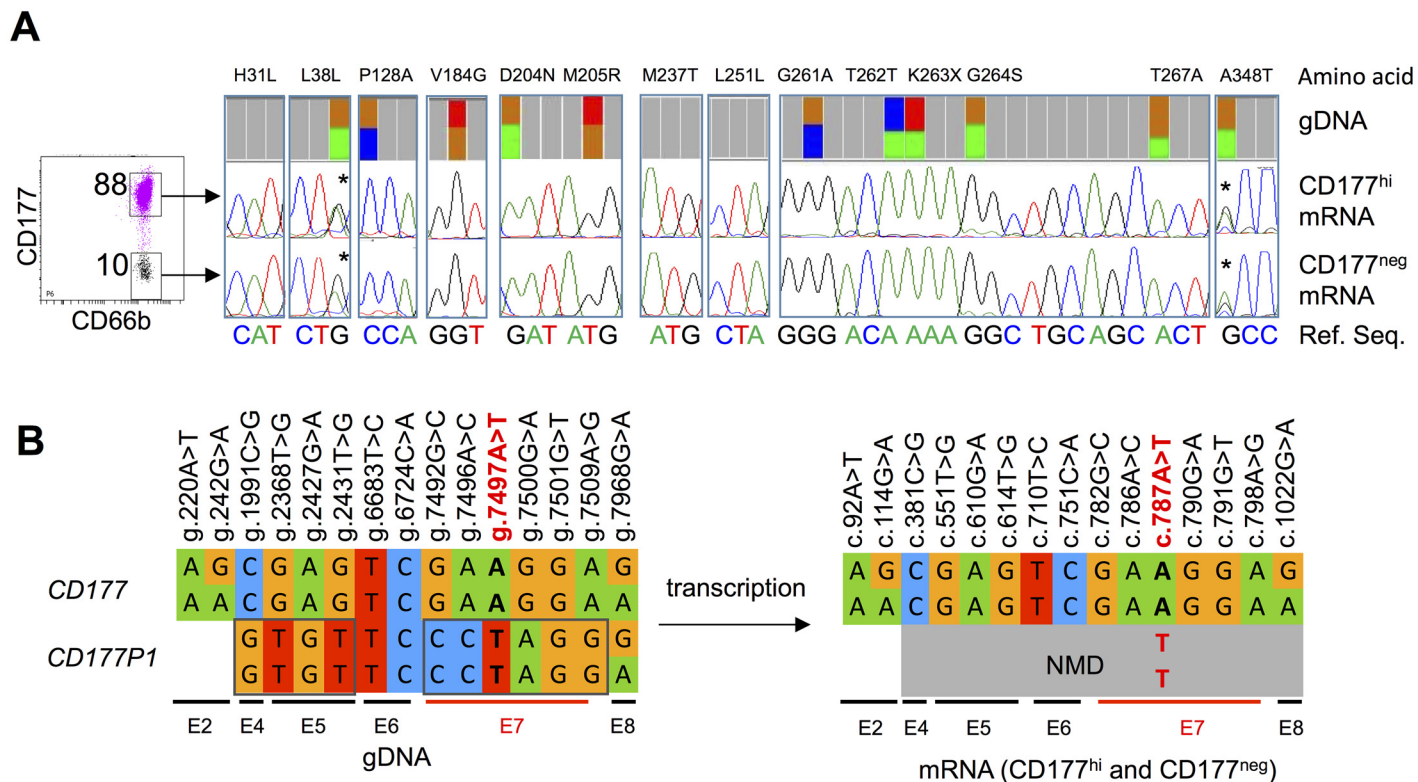 A
H31L L38L P128A V184G D204N M205R M237T L251L G261A T262T K263X G264S T267A A348T Amino acid
gDNA
CD177
88
10
P6
CD66b
* *
CD177hi
mRNA
* *
CD177neg
mRNA
CAT CTG CCA GGT GAT ATG ATG CTA GGG ACA AAA GGC TGCAGC ACT GCC Ref. Seq.
B
g.220A>T
g.242G>A
g.1991C>G
g.2368T>G
g.2427G>A
g.2431T>G
g.6683T>C
g.6724C>A
g.7492G>C
g.7496A>C
g.7497A>T
g.7500G>A
g.7501G>T
g.7509A>G
g.7968G>A
CD177
A G C G A G T C G A A G G A G
A A C G A G T C G A A G G A A
CD177P1
G T G T T C C C T A G G G
G T G T T C C C T A G G A
E2 E4 E5 E6 E7 E8
gDNA
transcription
c.92A>T
c.114G>A
c.381C>G
c.551T>G
c.610G>A
c.614T>G
c.710T>C
c.751C>A
c.782G>C
c.786A>C
c.787A>T
c.790G>A
c.791G>T
c.798A>G
c.1022G>A
A G C G A G T C G A A G G A G
A A C G A G T C G A A G G A A
T
NMD
T
E2 E4 E5 E6 E7 E8
mRNA (CD177hi and CD177neg)